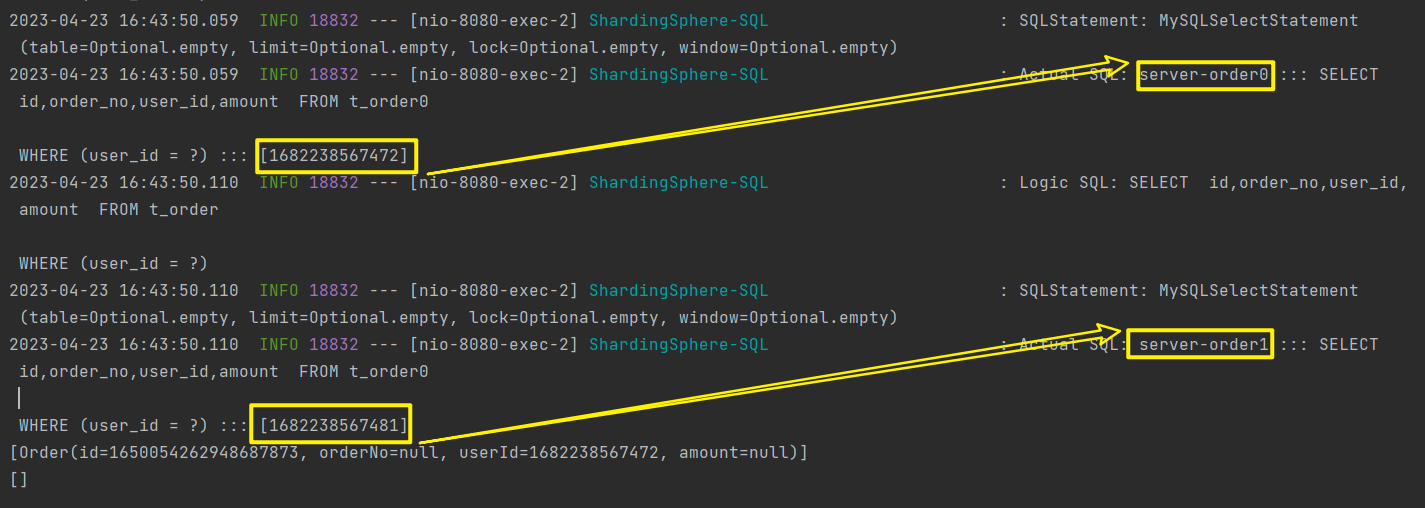 2023-04-23 16:43:50.059  INFO 18832 --- [nio-8080-exec-2] ShardingSphere-SQL                       : SQLStatement: MySQLSelectStatement
(table=Optional.empty, limit=Optional.empty, lock=Optional.empty, window=Optional.empty)
2023-04-23 16:43:50.059  INFO 18832 --- [nio-8080-exec-2] ShardingSphere-SQL                       : Actual SQL: server-order0 ::: SELECT
id,order_no,user_id,amount  FROM t_order0
WHERE (user_id = ?) ::: [1682238567472]
2023-04-23 16:43:50.110  INFO 18832 --- [nio-8080-exec-2] ShardingSphere-SQL                       : Logic SQL: SELECT  id,order_no,user_id,
amount  FROM t_order
WHERE (user_id = ?)
2023-04-23 16:43:50.110  INFO 18832 --- [nio-8080-exec-2] ShardingSphere-SQL                       : SQLStatement: MySQLSelectStatement
(table=Optional.empty, limit=Optional.empty, lock=Optional.empty, window=Optional.empty)
2023-04-23 16:43:50.110  INFO 18832 --- [nio-8080-exec-2] ShardingSphere-SQL                       : Actual SQL: server-order1 ::: SELECT
id,order_no,user_id,amount  FROM t_order0
WHERE (user_id = ?) ::: [1682238567481]
[Order(id=1650054262948687873, orderNo=null, userId=1682238567472, amount=null)]
[]